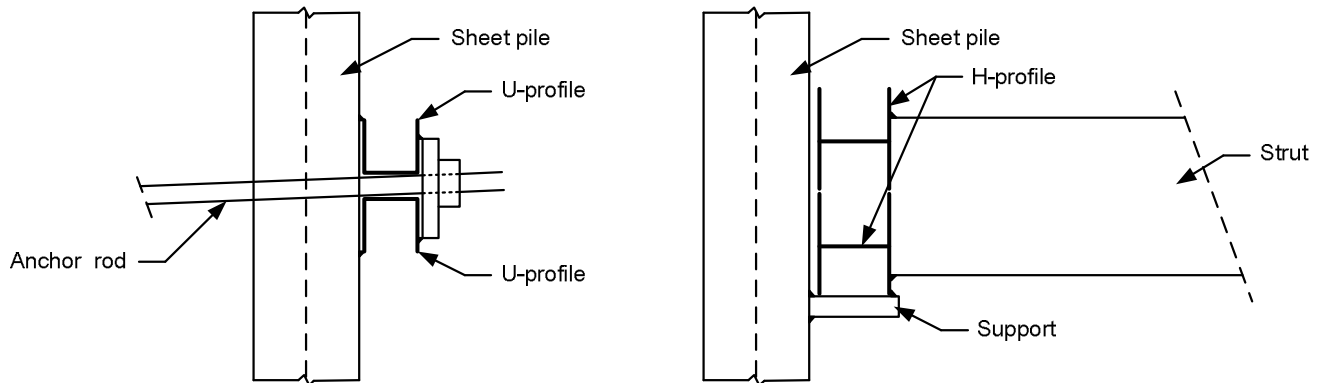 Sheet pile
U-profile
Anchor rod
U-profile
Sheet pile
H-profile
Strut
Support